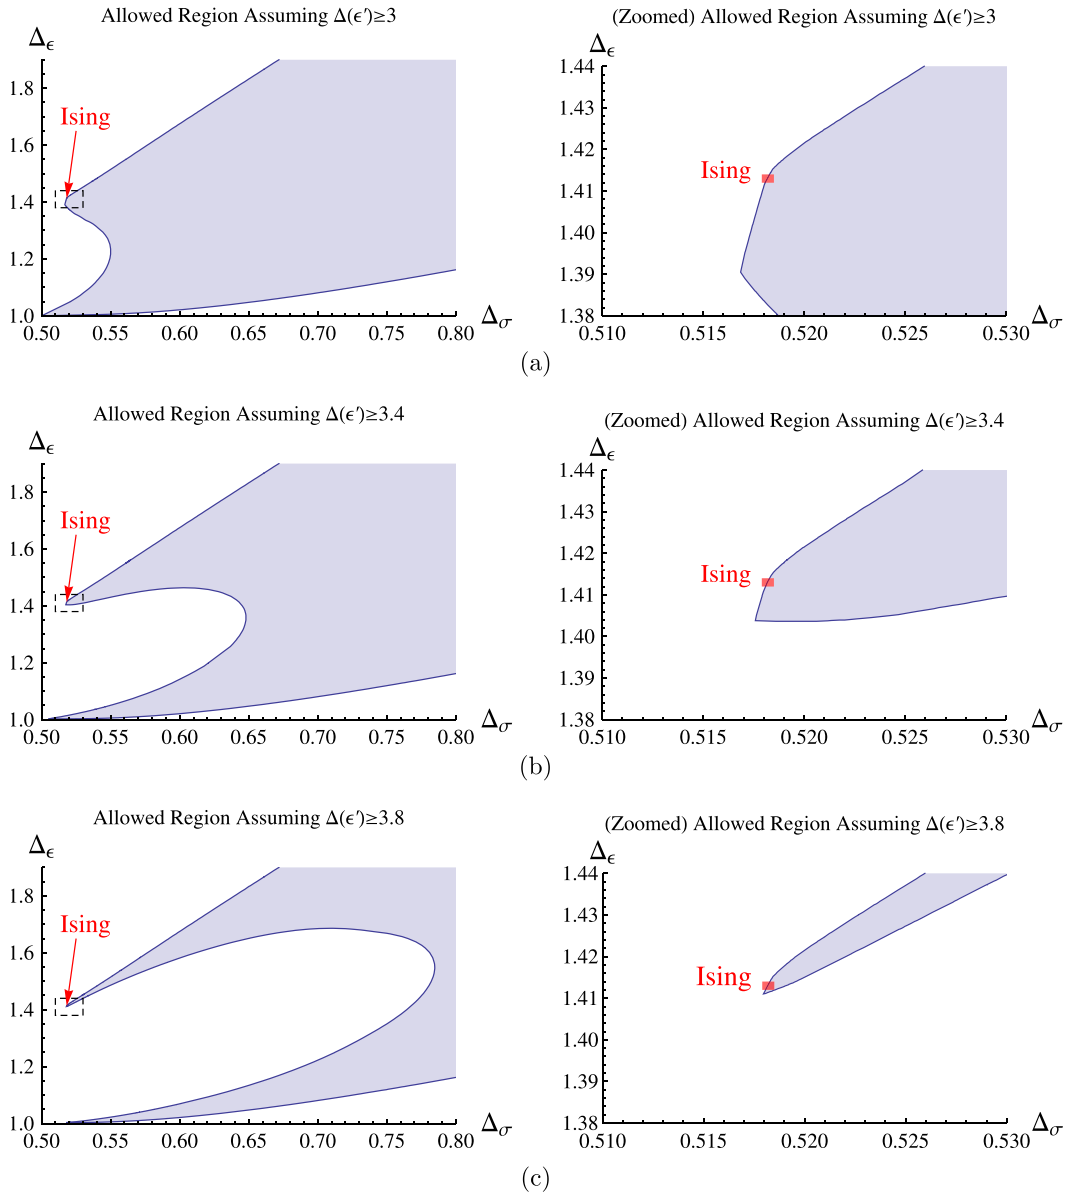 Allowed Region Assuming Δ(ϵ′)≥3
Δϵ
1.8
1.6
1.4
1.2
1.0
Ising
0.50 0.55 0.60 0.65 0.70 0.75 0.80
Δσ
(Zoomed) Allowed Region Assuming Δ(ϵ′)≥3
Δϵ
1.44
1.43
1.42
1.41
1.40
1.39
1.38
Ising
0.510 0.515 0.520 0.525 0.530
Δσ
(a)
Allowed Region Assuming Δ(ϵ′)≥3.4
Δϵ
1.8
1.6
1.4
1.2
1.0
Ising
0.50 0.55 0.60 0.65 0.70 0.75 0.80
Δσ
(Zoomed) Allowed Region Assuming Δ(ϵ′)≥3.4
Δϵ
1.44
1.43
1.42
1.41
1.40
1.39
1.38
Ising
0.510 0.515 0.520 0.525 0.530
Δσ
(b)
Allowed Region Assuming Δ(ϵ′)≥3.8
Δϵ
1.8
1.6
1.4
1.2
1.0
Ising
0.50 0.55 0.60 0.65 0.70 0.75 0.80
Δσ
(Zoomed) Allowed Region Assuming Δ(ϵ′)≥3.8
Δϵ
1.44
1.43
1.42
1.41
1.40
1.39
1.38
Ising
0.510 0.515 0.520 0.525 0.530
Δσ
(c)